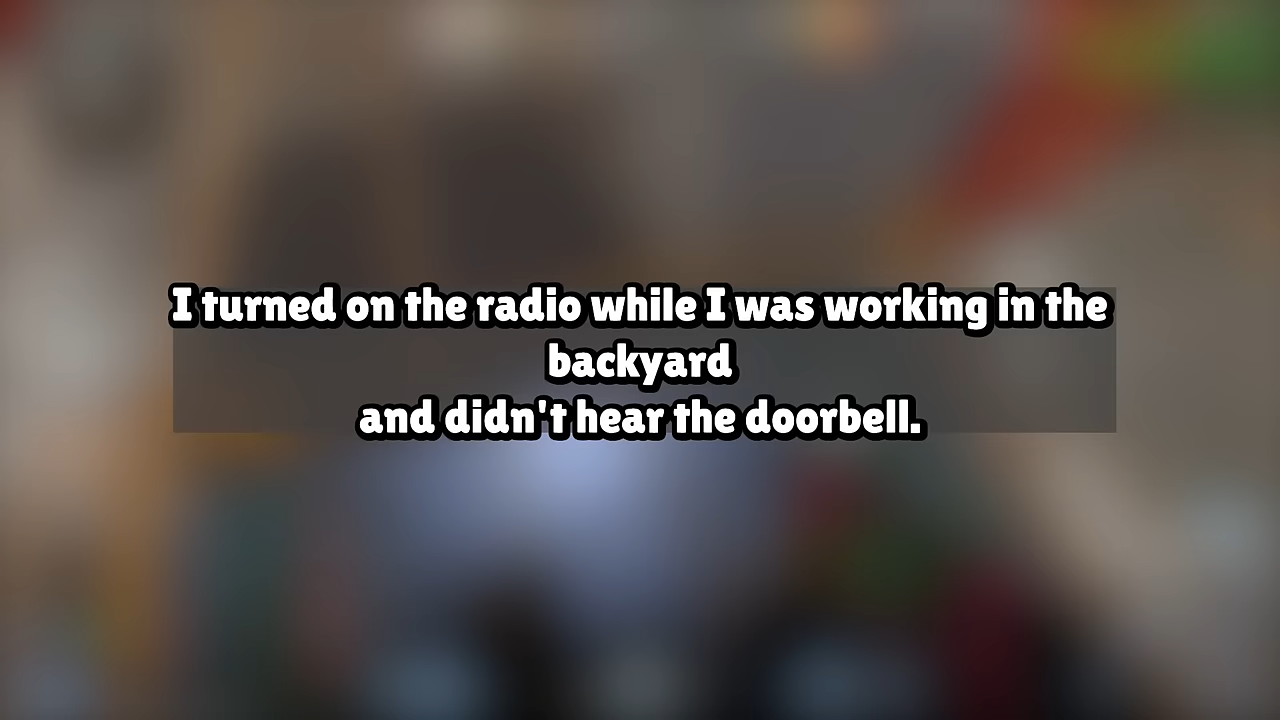 I turned on the radio while I was working in the
backyard
and didn't hear the doorbell.